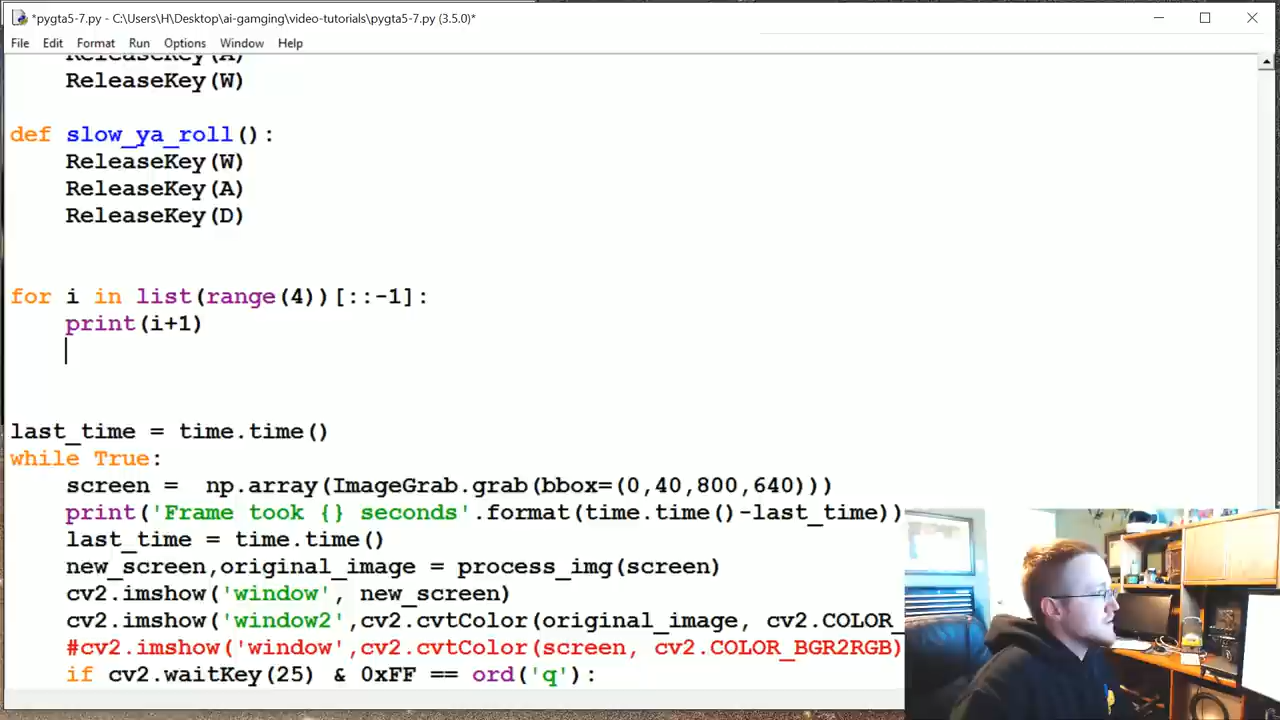 *pygta5-7.py - C:\Users\H\Desktop\ai-gamging\video-tutorials\pygta5-7.py (3.5.0)*
File Edit Format Run Options Window Help
ReleaseKey(A)
ReleaseKey(W)
def slow_ya_roll():
ReleaseKey(W)
ReleaseKey(A)
ReleaseKey(D)
for i in list(range(4))[::-1]:
print(i+1)
last_time = time.time()
while True:
screen =  np.array(ImageGrab.grab(bbox=(0,40,800,640)))
print('Frame took {} seconds'.format(time.time()-last_time))
last_time = time.time()
new_screen,original_image = process_img(screen)
cv2.imshow('window', new_screen)
cv2.imshow('window2',cv2.cvtColor(original_image, cv2.COLOR_
#cv2.imshow('window',cv2.cvtColor(screen, cv2.COLOR_BGR2RGB)
if cv2.waitKey(25) & 0xFF == ord('q'):